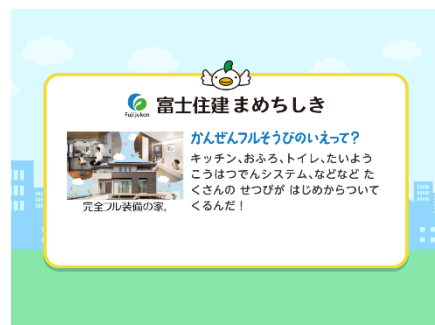 Fuji Juken
富士住建 まめちしき
かんぜんフルそうびのいえって?
キッチン、おふろ、トイレ、たいよう
こうはつでんシステム、などなど た
くさんの せつびが はじめからついて
くるんだ！
完全フル装備の家。